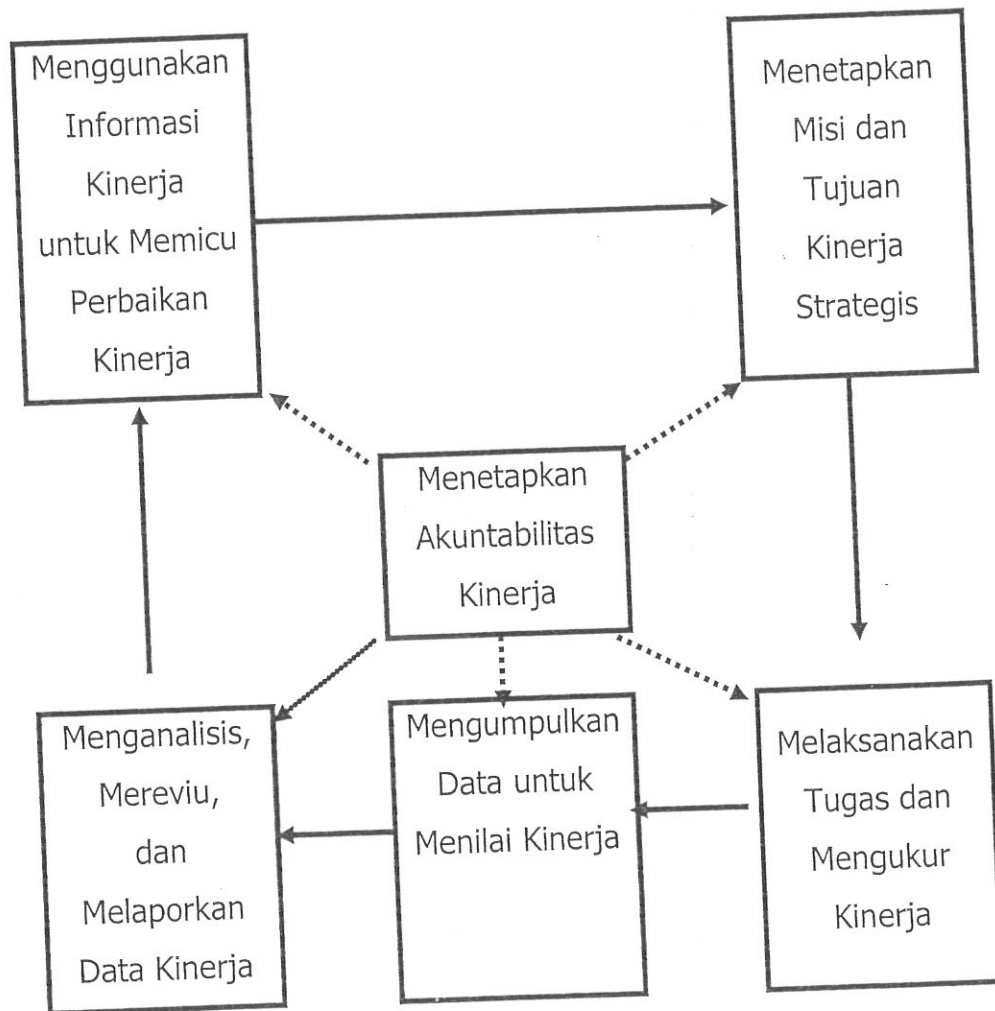 Menggunakan
Informasi
Kinerja
untuk Memicu
Perbaikan
Kinerja
Menetapkan
Misi dan
Tujuan
Kinerja
Strategis
Menetapkan
Akuntabilitas
Kinerja
Menganalisis,
Mereviu,
dan
Melaporkan
Data Kinerja
Mengumpulkan
Data untuk
Menilai Kinerja
Melaksanakan
Tugas dan
Mengukur
Kinerja